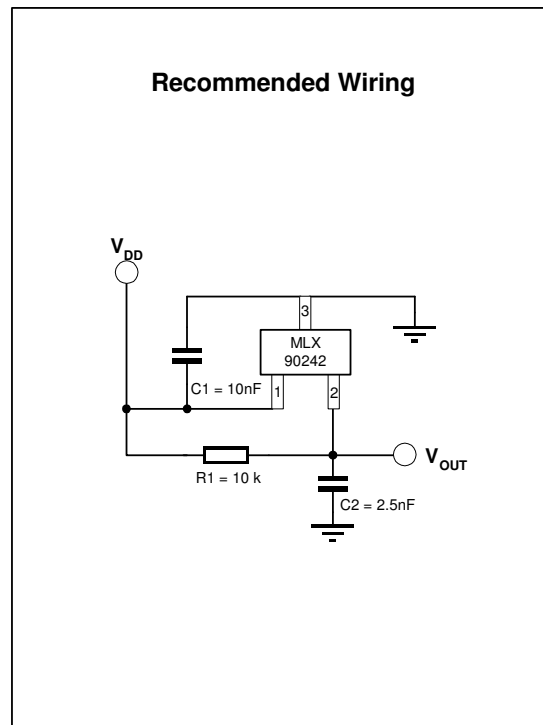 Recommended Wiring
VDD
3
MLX
90242
C1 = 10nF
1
2
R1 = 10 k
VOUT
C2 = 2.5nF